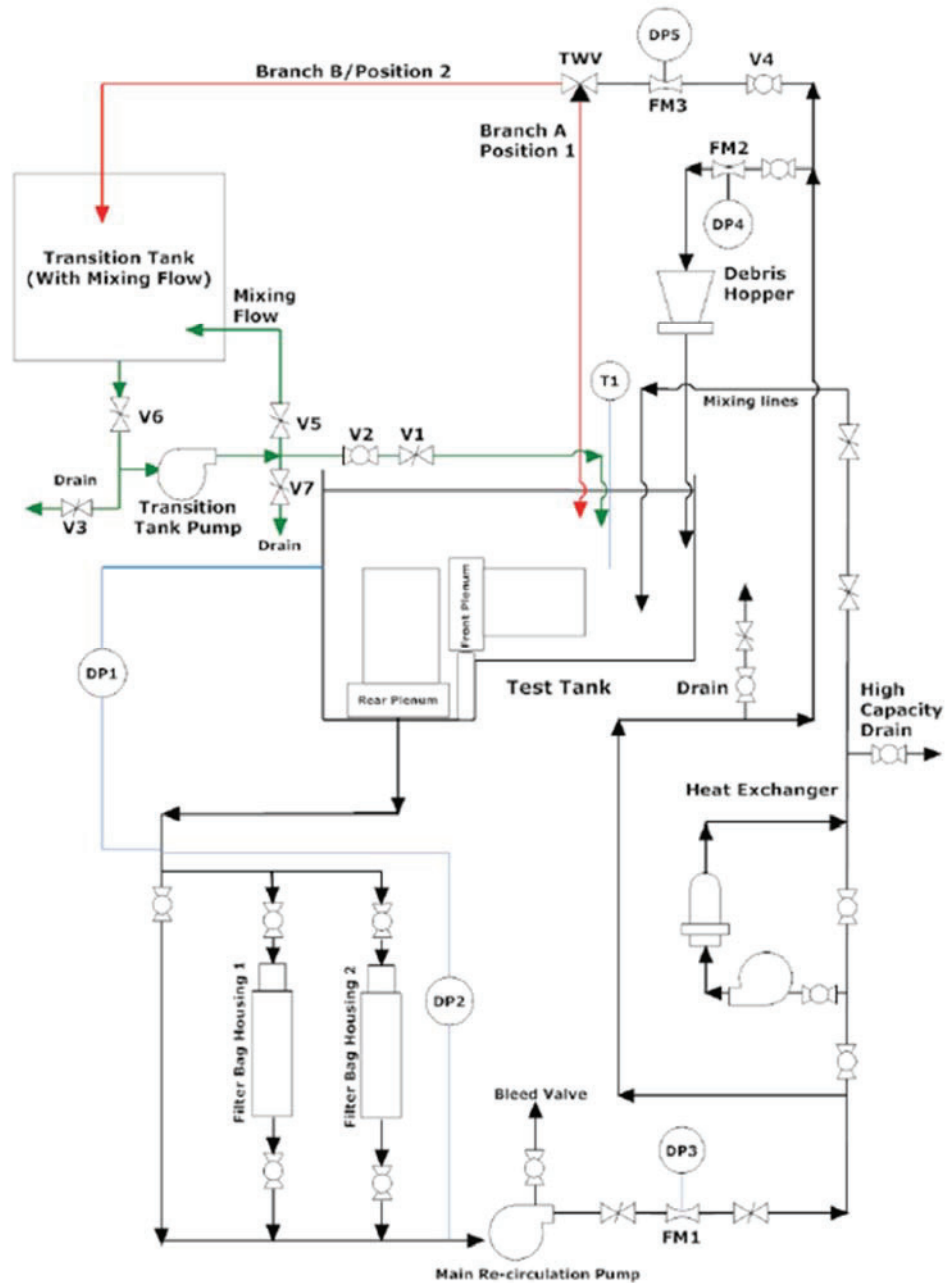 DP5
TWV
V4
Branch B/Position 2
FM3
Branch A
Position 1
FM2
DP4
Transition Tank
(With Mixing Flow)
Debris
Hopper
Mixing
Flow
T1
Mixing lines
V6
V5
V2
V1
Drain
V7
V3
Transition
Tank Pump
Drain
Front Plenum
DP1
Rear Plenum
Test Tank
Drain
High
Capacity
Drain
Heat Exchanger
Filter Bag Housing 1
Filter Bag Housing 2
DP2
Bleed Valve
DP3
FM1
Main Re-circulation Pump